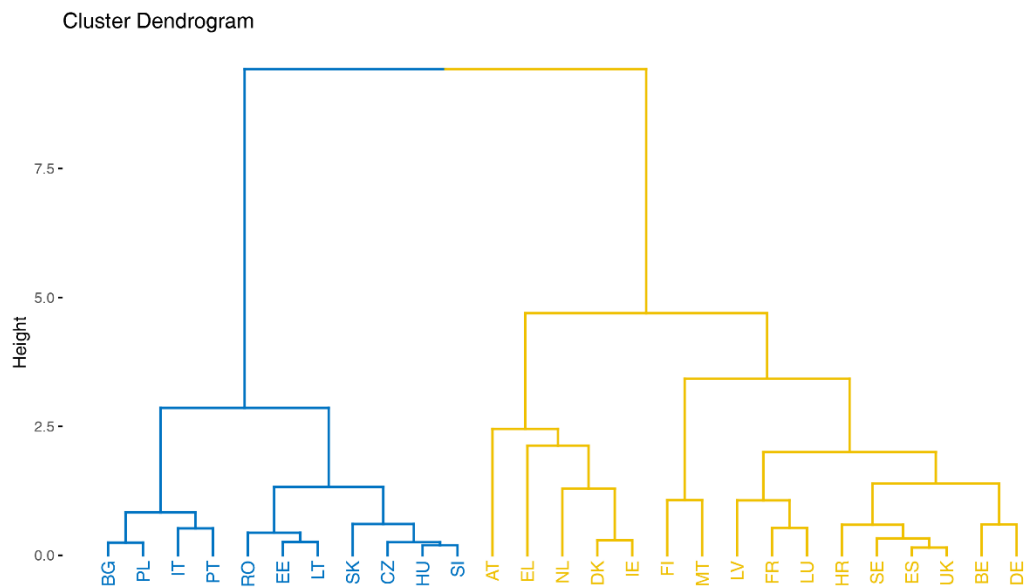 Cluster Dendrogram
Height
7.5
5.0
2.5
0.0
BG PL IT PT RO EE LT SK CZ HU SI AT EL NL DK IE FI MT LV FR LU HR SE ES UK BE DE